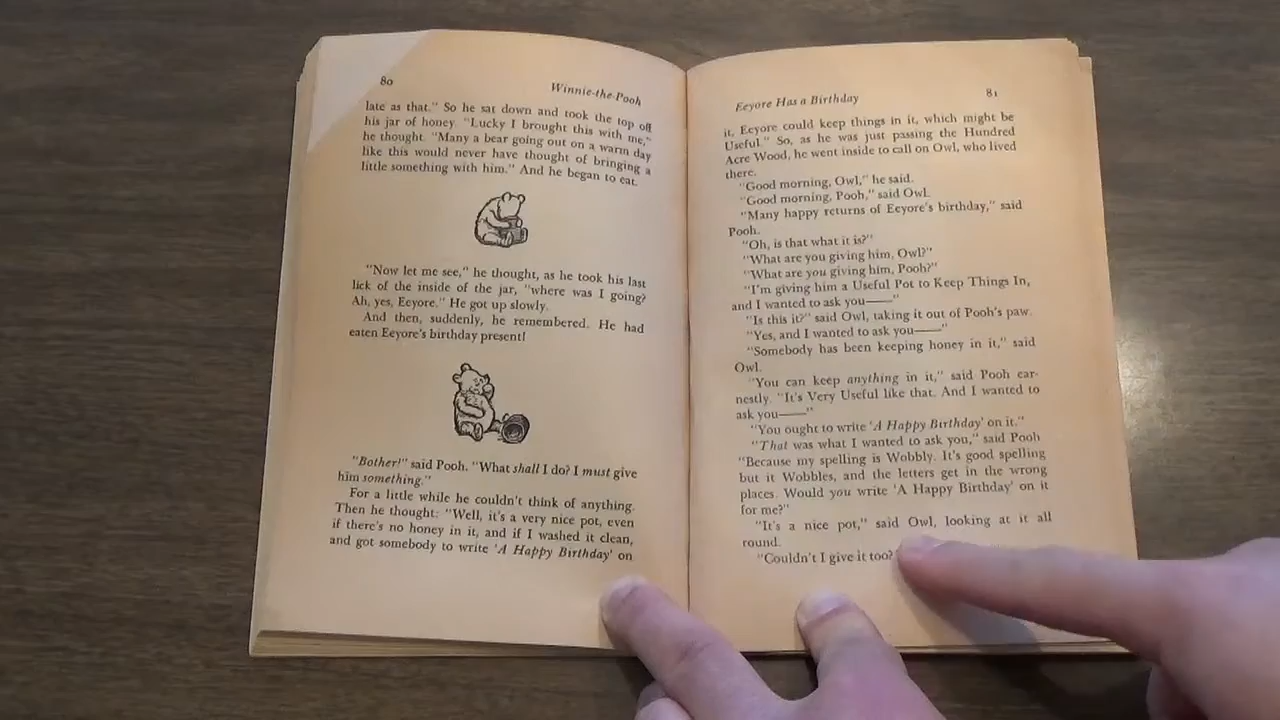 80
Winnie-the-Pooh
late as that." So he sat down and took the top off
his jar of honey. "Lucky I brought this with me,"
he thought. "Many a bear going out on a warm day
like this would never have thought of bringing a
little something with him." And he began to eat.
"Now let me see," he thought, as he took his last
lick of the inside of the jar, "where was I going?
Ah, yes, Eeyore." He got up slowly.
And then, suddenly, he remembered. He had
eaten Eeyore's birthday present!
"Bother!" said Pooh. "What shall I do? I must give
him something."
For a little while he couldn't think of anything.
Then he thought: "Well, it's a very nice pot, even
if there's no honey in it, and if I washed it clean,
and got somebody to write 'A Happy Birthday' on
Eeyore Has a Birthday
81
it, Eeyore could keep things in it, which might be
Useful." So, as he was just passing the Hundred
Acre Wood, he went inside to call on Owl, who lived
there.
"Good morning, Owl," he said.
"Good morning, Pooh," said Owl.
"Many happy returns of Eeyore's birthday," said
Pooh.
"Oh, is that what it is?"
"What are you giving him, Owl?"
"What are you giving him, Pooh?"
"I'm giving him a Useful Pot to Keep Things In,
and I wanted to ask you——"
"Is this it?" said Owl, taking it out of Pooh's paw.
"Yes, and I wanted to ask you——"
"Somebody has been keeping honey in it," said
Owl.
"You can keep anything in it," said Pooh ear-
nestly. "It's Very Useful like that. And I wanted to
ask you——"
"You ought to write 'A Happy Birthday' on it."
"That was what I wanted to ask you," said Pooh
"Because my spelling is Wobbly. It's good spelling
but it Wobbles, and the letters get in the wrong
places. Would you write 'A Happy Birthday' on it
for me?"
"It's a nice pot," said Owl, looking at it all
round.
"Couldn't I give it too?